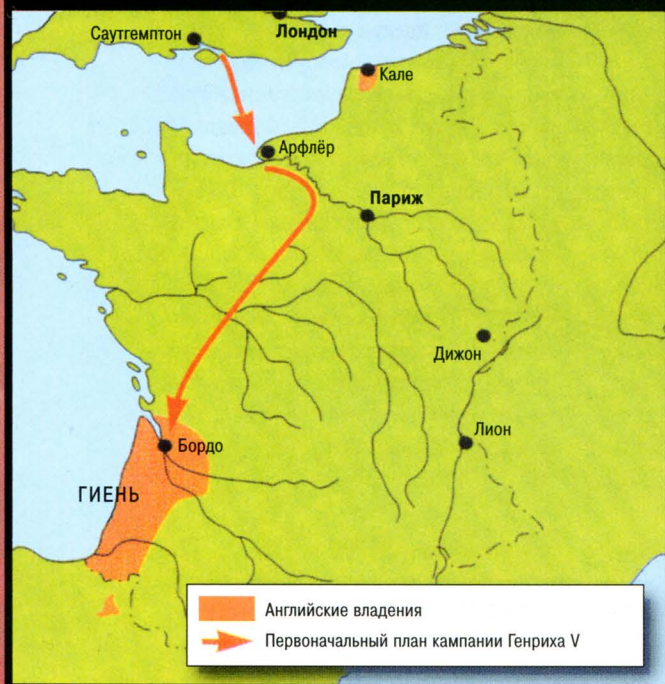 Саутгемптон
Лондон
Кале
Арфлёр
Париж
Дижон
Лион
Бордо
ГИЕНЬ
Английские владения
Первоначальный план кампании Генриха V